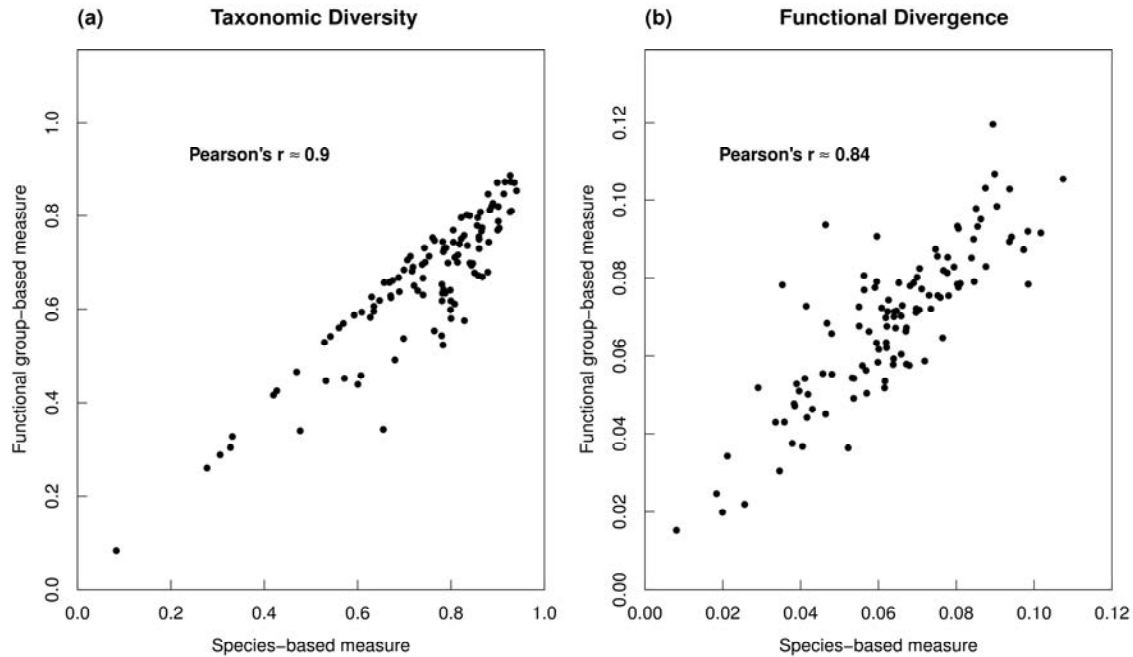 (a) Taxonomic Diversity
Pearson's r ≈ 0.9
Functional group-based measure
0.0 0.2 0.4 0.6 0.8 1.0
0.0 0.2 0.4 0.6 0.8 1.0
Species-based measure
(b) Functional Divergence
Pearson's r ≈ 0.84
Functional group-based measure
0.00 0.02 0.04 0.06 0.08 0.10 0.12
0.00 0.02 0.04 0.06 0.08 0.10 0.12
Species-based measure